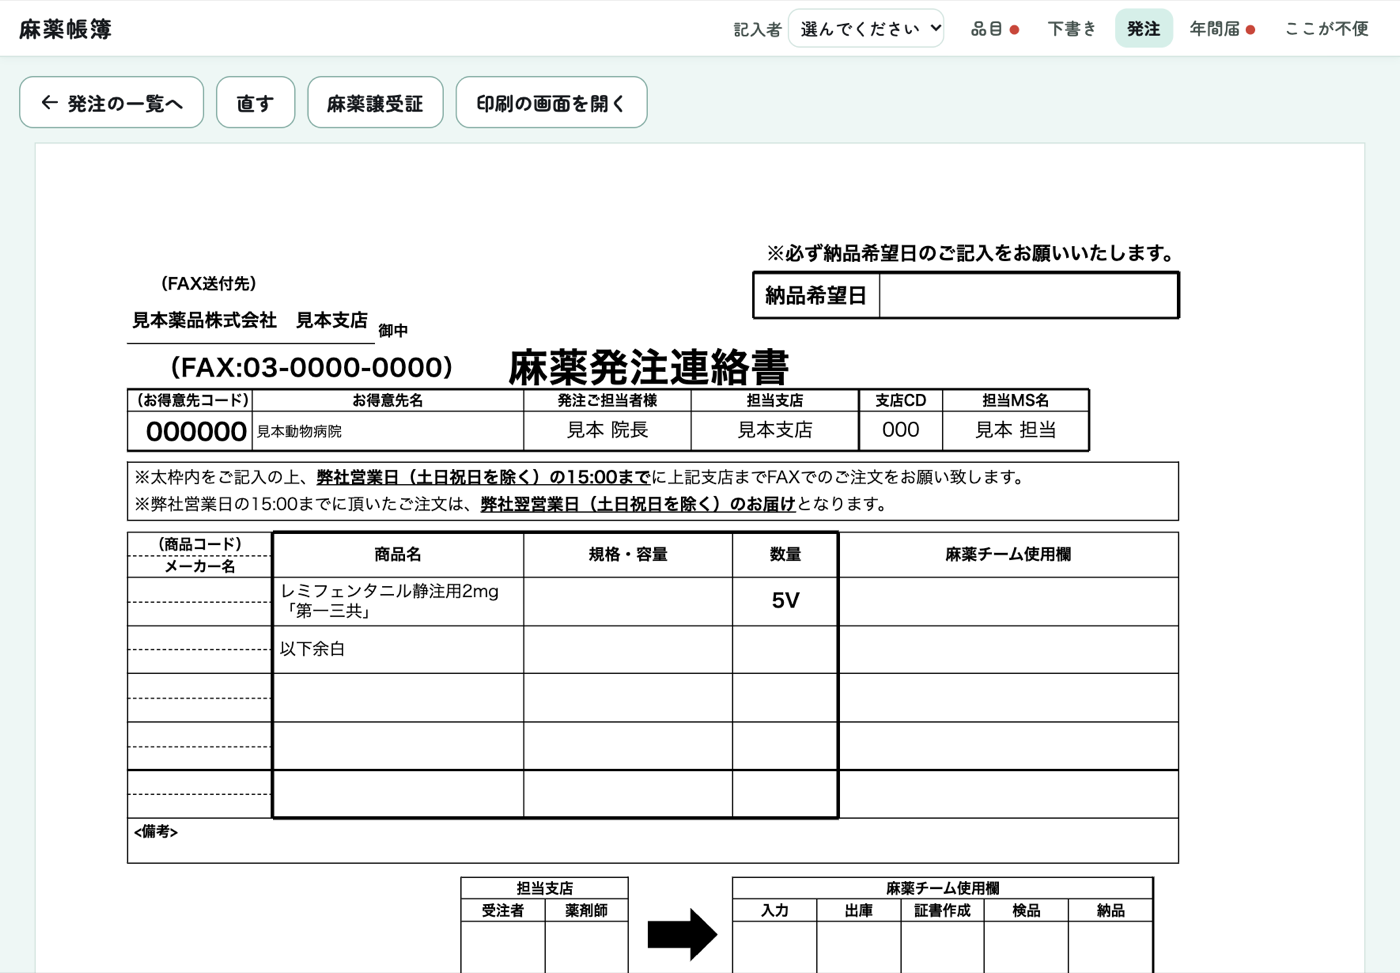 麻薬帳簿
記入者 選んでください 品目 下書き 発注 年間届 ここが不便
← 発注の一覧へ 直す 麻薬譲受証 印刷の画面を開く
※必ず納品希望日のご記入をお願いいたします。
(FAX送付先)
納品希望日
見本薬品株式会社 見本支店 御中
(FAX:03-0000-0000) 麻薬発注連絡書
(お得意先コード) お得意先名 発注ご担当者様 担当支店 支店CD 担当MS名
000000 見本動物病院 見本 院長 見本支店 000 見本 担当
※太枠内をご記入の上、弊社営業日(土日祝日を除く)の15:00までに上記支店までFAXでのご注文をお願い致します。
※弊社営業日の15:00までに頂いたご注文は、弊社翌営業日(土日祝日を除く)のお届けとなります。
(商品コード)
メーカー名 商品名 規格・容量 数量 麻薬チーム使用欄
レミフェンタニル静注用2mg
「第一三共」 5V
以下余白
<備考>
担当支店 麻薬チーム使用欄
受注者 薬剤師 入力 出庫 証書作成 検品 納品